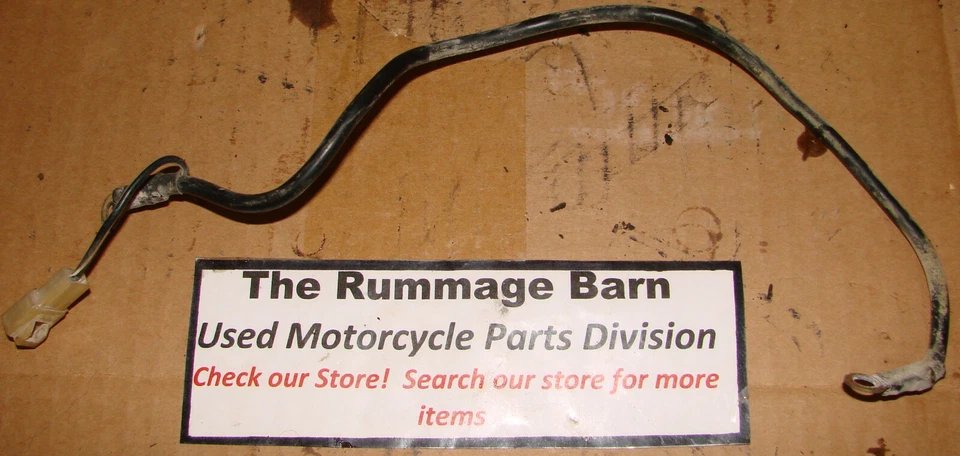 The Rummage Barn
Used Motorcycle Parts Division
Check our Store!  Search our store for more
items